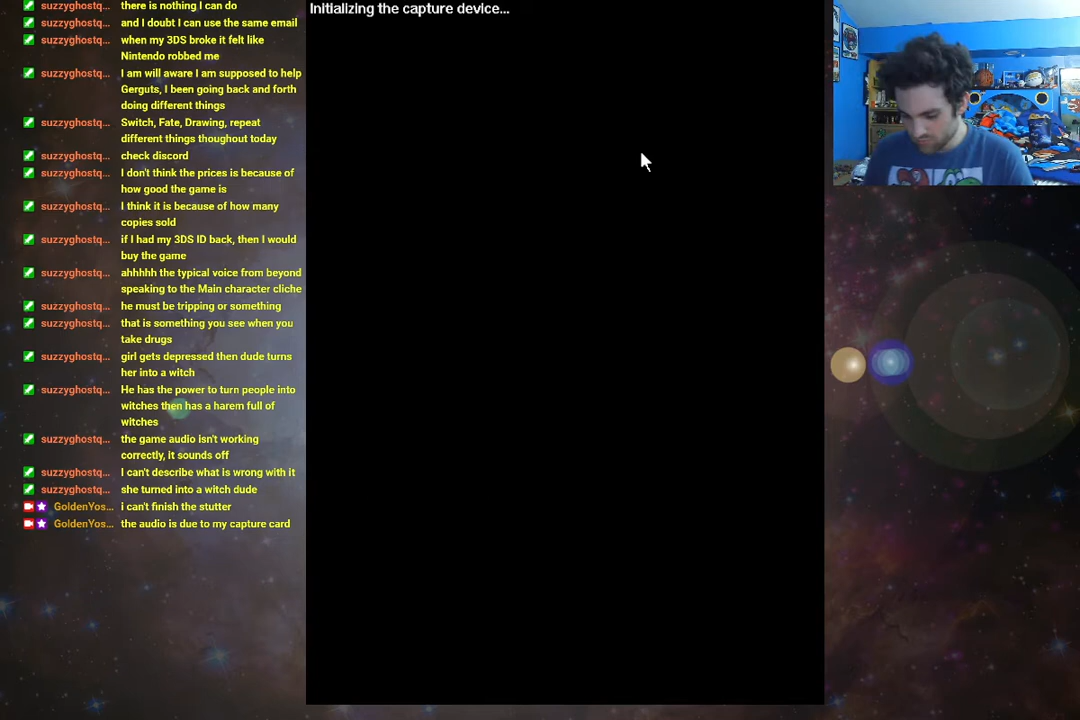 suzzyghostq... there is nothing I can do
suzzyghostq... and I doubt I can use the same email
suzzyghostq... when my 3DS broke it felt like
Nintendo robbed me
suzzyghostq... I am will aware I am supposed to help
Gerguts, I been going back and forth
doing different things
suzzyghostq... Switch, Fate, Drawing, repeat
different things thoughout today
suzzyghostq... check discord
suzzyghostq... I don't think the prices is because of
how good the game is
suzzyghostq... I think it is because of how many
copies sold
suzzyghostq... if I had my 3DS ID back, then I would
buy the game
suzzyghostq... ahhhhh the typical voice from beyond
speaking to the Main character cliche
suzzyghostq... he must be tripping or something
suzzyghostq... that is something you see when you
take drugs
suzzyghostq... girl gets depressed then dude turns
her into a witch
suzzyghostq... He has the power to turn people into
witches then has a harem full of
witches
suzzyghostq... the game audio isn't working
correctly, it sounds off
suzzyghostq... I can't describe what is wrong with it
suzzyghostq... she turned into a witch dude
GoldenYos... i can't finish the stutter
GoldenYos... the audio is due to my capture card
Initializing the capture device...